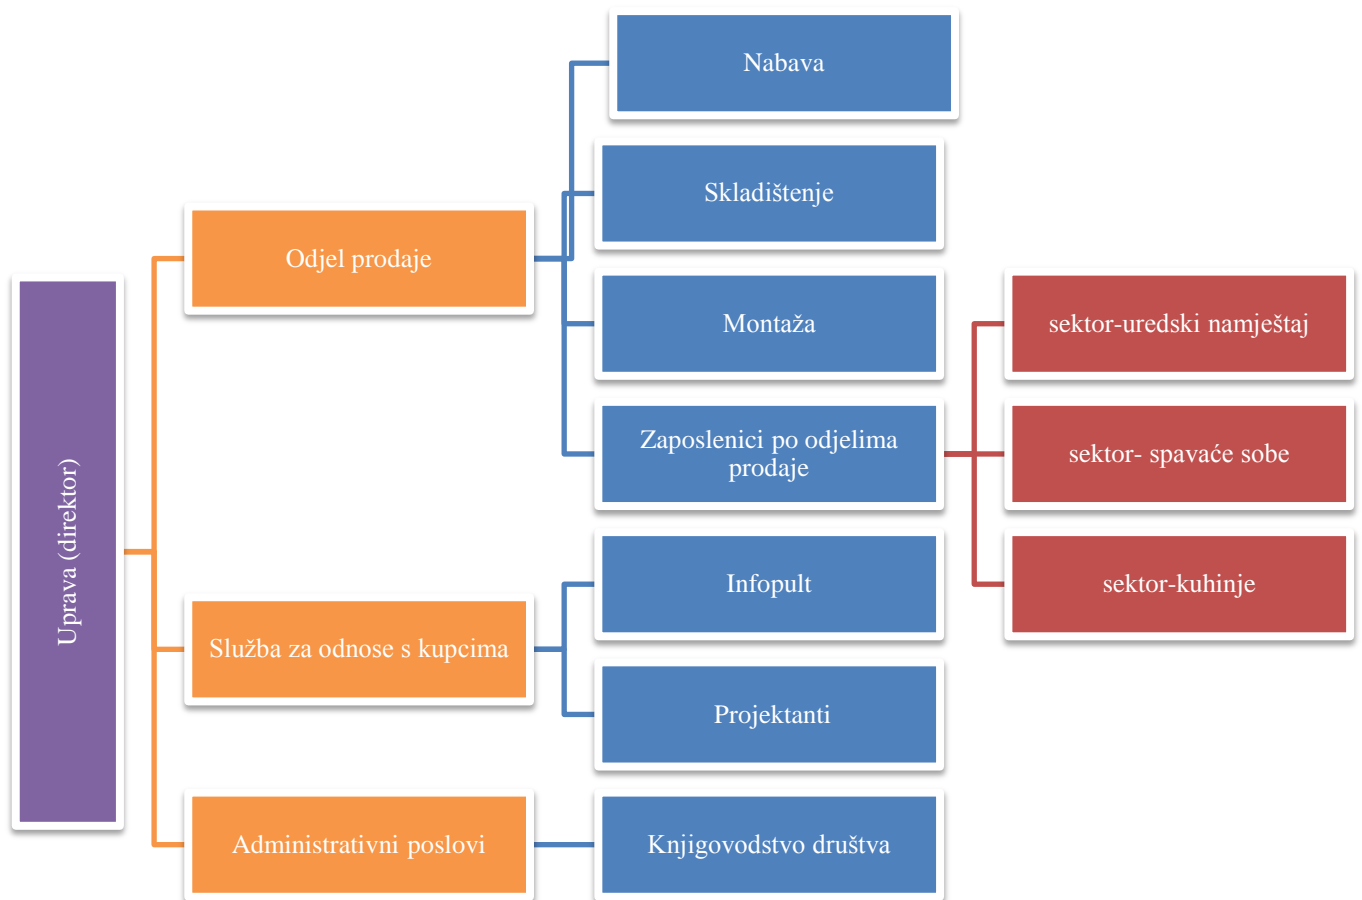 Uprava (direktor)
Odjel prodaje
Nabava
Skladištenje
Montaža
Zaposlenici po odjelima
prodaje
sektor-uredski namještaj
sektor- spavaće sobe
sektor-kuhinje
Služba za odnose s kupcima
Infopult
Projektanti
Administrativni poslovi
Knjigovodstvo društva